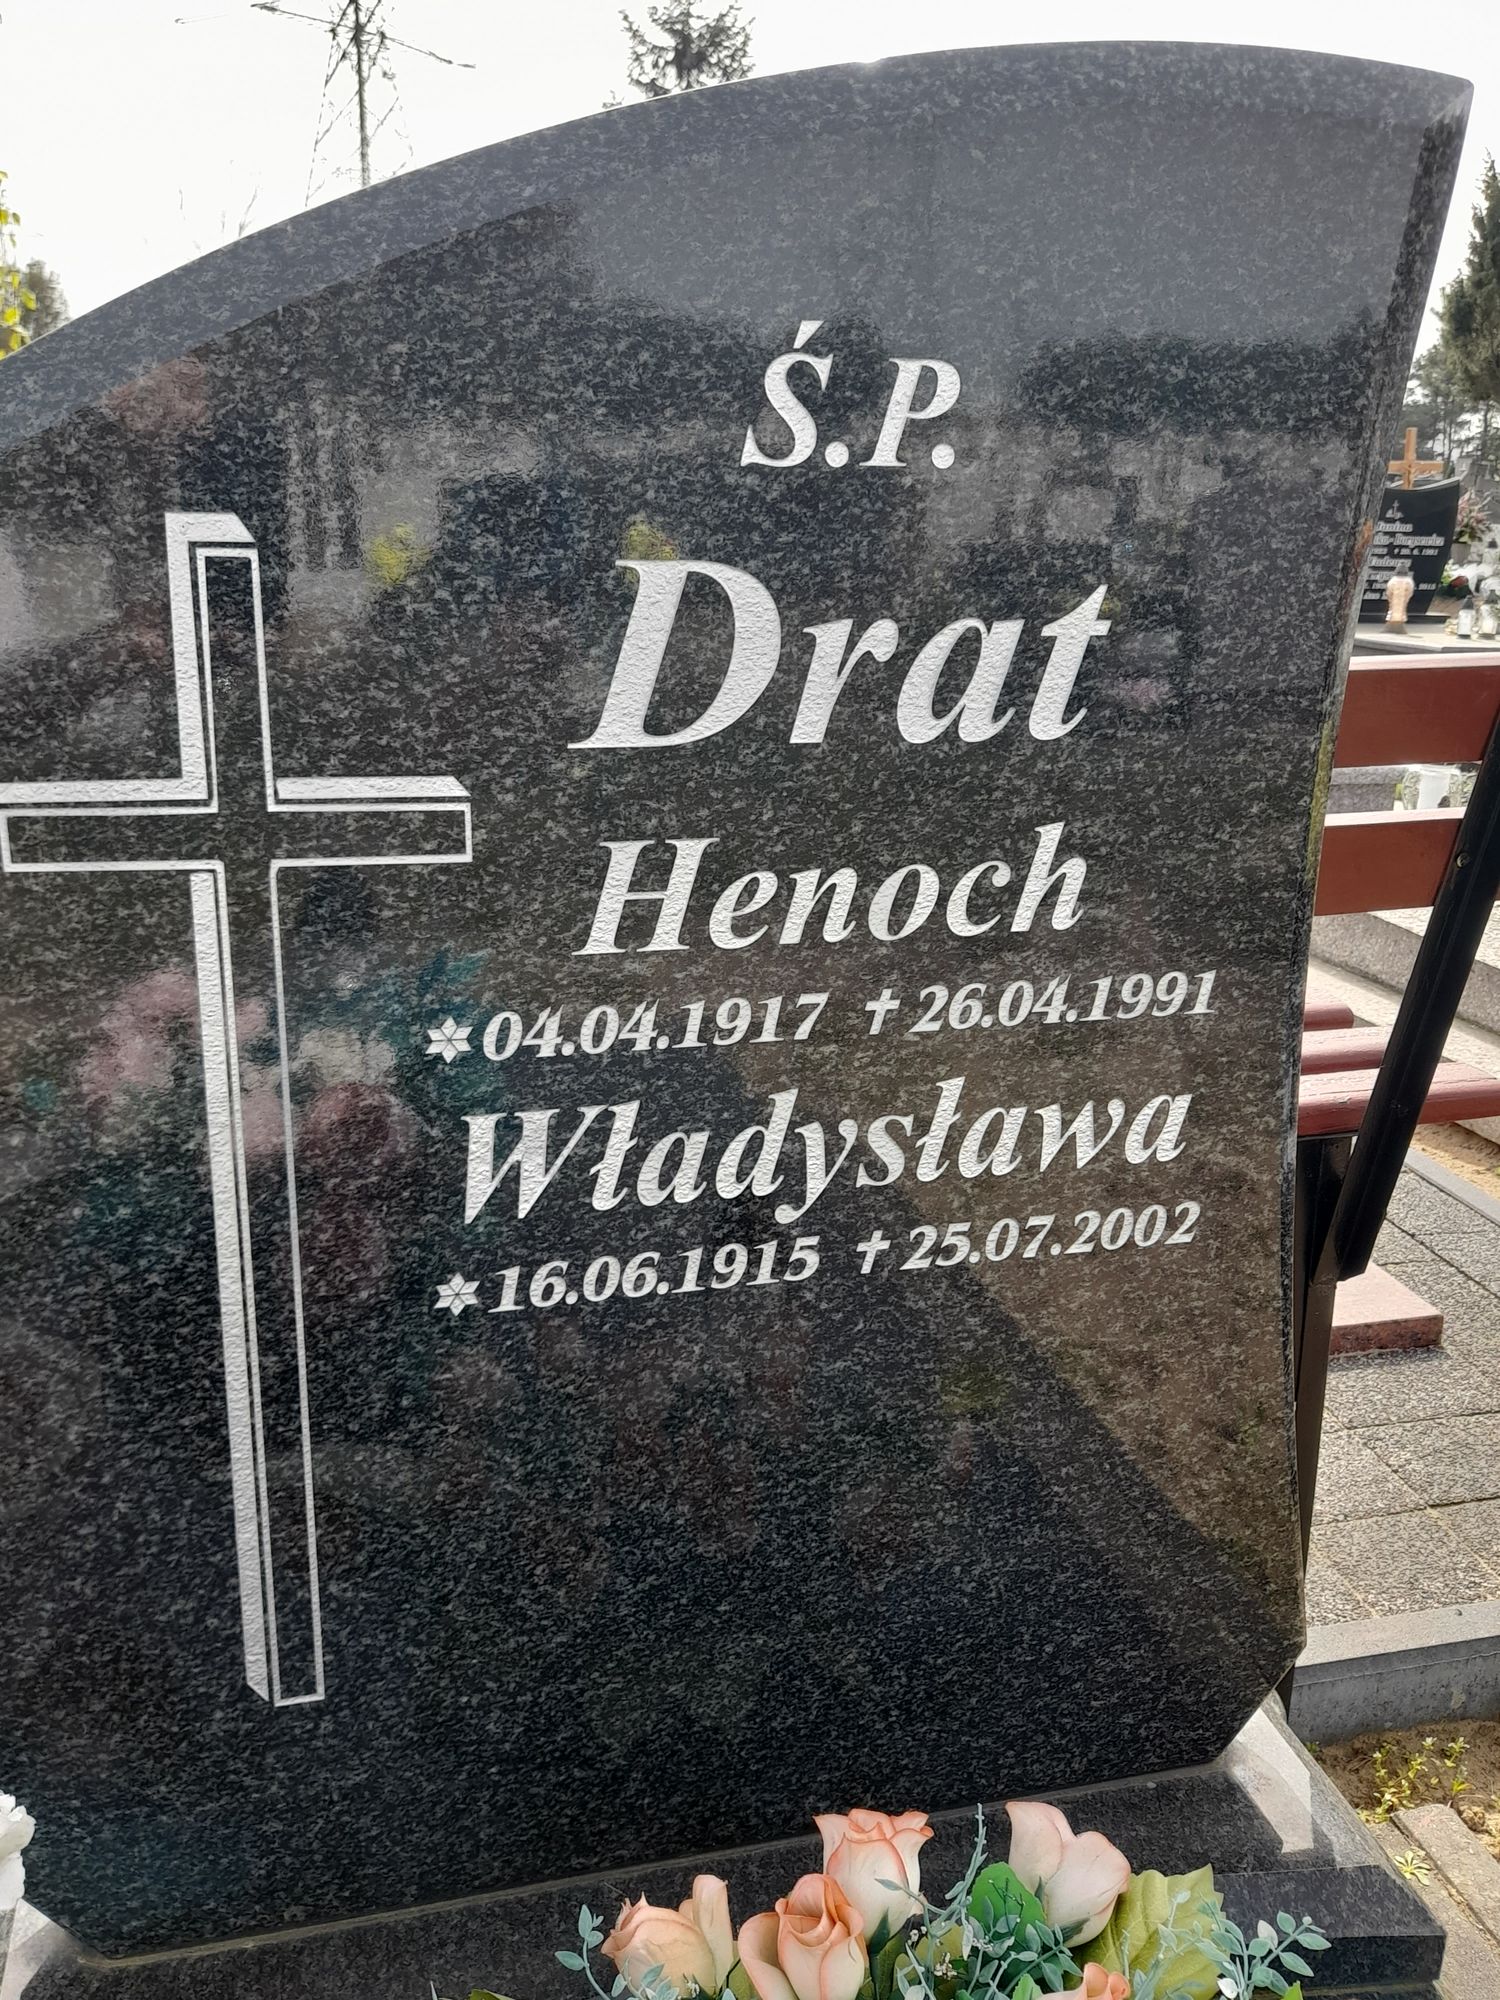 Ś.P.
Drat
Henoch
04.04.1917 26.04.1991
Władysława
16.06.1915 25.07.2002